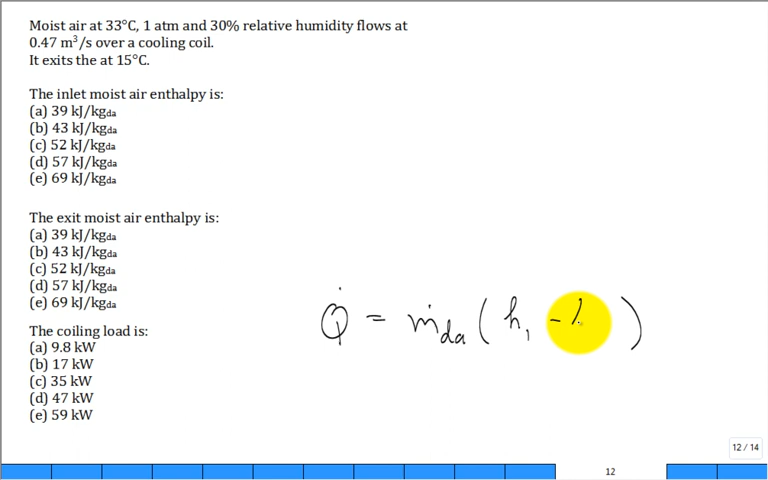 Moist air at 33°C, 1 atm and 30% relative humidity flows at
0.47 m³/s over a cooling coil.
It exits the at 15°C.
The inlet moist air enthalpy is:
(a) 39 kJ/kgda
(b) 43 kJ/kgda
(c) 52 kJ/kgda
(d) 57 kJ/kgda
(e) 69 kJ/kgda
The exit moist air enthalpy is:
(a) 39 kJ/kgda
(b) 43 kJ/kgda
(c) 52 kJ/kgda
(d) 57 kJ/kgda
(e) 69 kJ/kgda
Q̇ = ṁda ( h₁ - )
The coiling load is:
(a) 9.8 kW
(b) 17 kW
(c) 35 kW
(d) 47 kW
(e) 59 kW
12 / 14
12